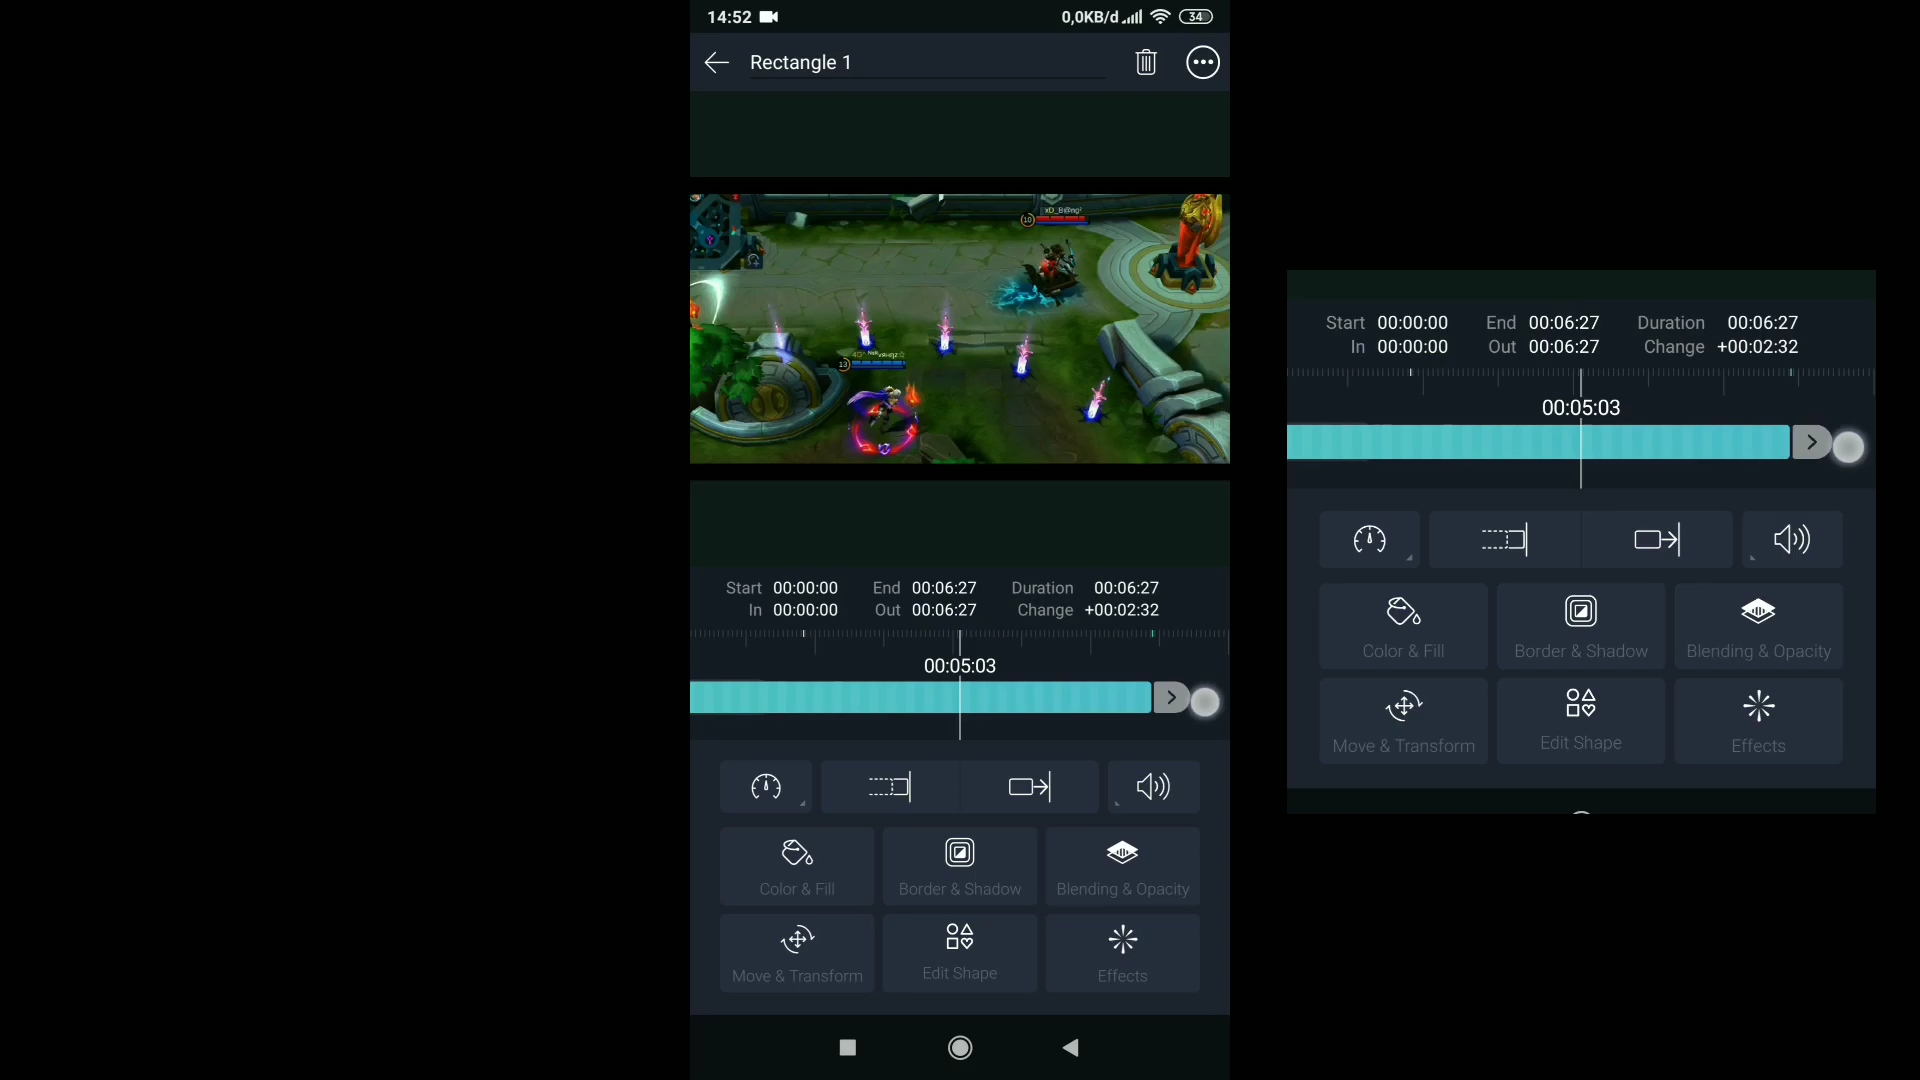 14:52
0,0KB/d
34
Rectangle 1
xD_B@ng²
10
13
Start 00:00:00 End 00:06:27 Duration 00:06:27
In 00:00:00 Out 00:06:27 Change +00:02:32
00:05:03
Color & Fill
Border & Shadow
Blending & Opacity
Move & Transform
Edit Shape
Effects
Start 00:00:00 End 00:06:27 Duration 00:06:27
In 00:00:00 Out 00:06:27 Change +00:02:32
00:05:03
Color & Fill
Border & Shadow
Blending & Opacity
Move & Transform
Edit Shape
Effects